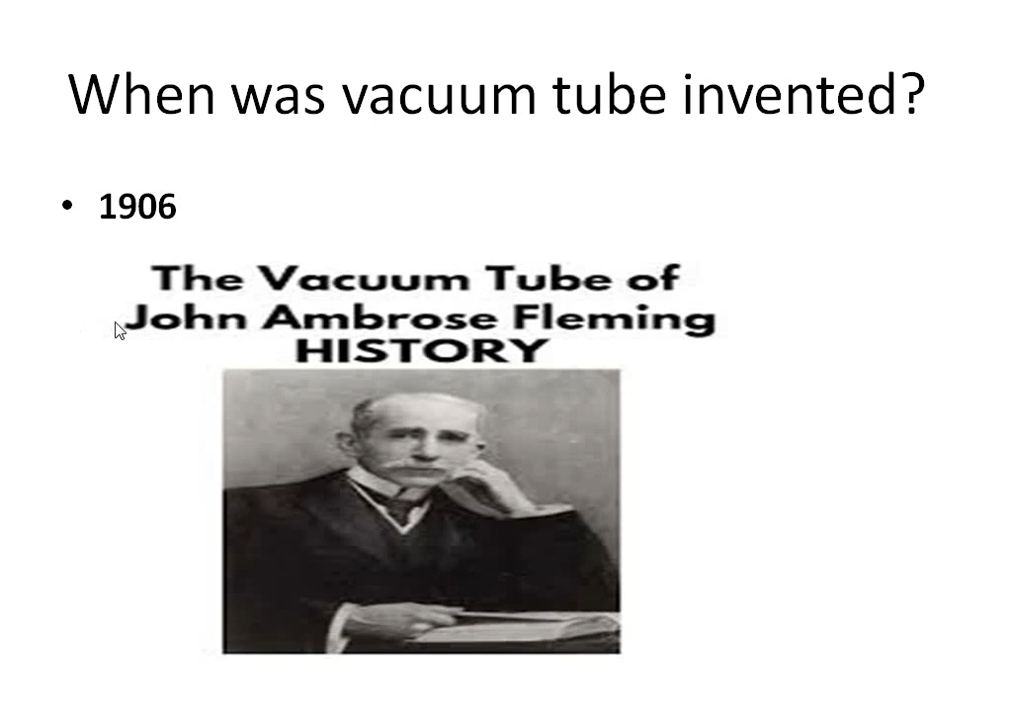 When was vacuum tube invented?
• 1906
The Vacuum Tube of
John Ambrose Fleming
HISTORY